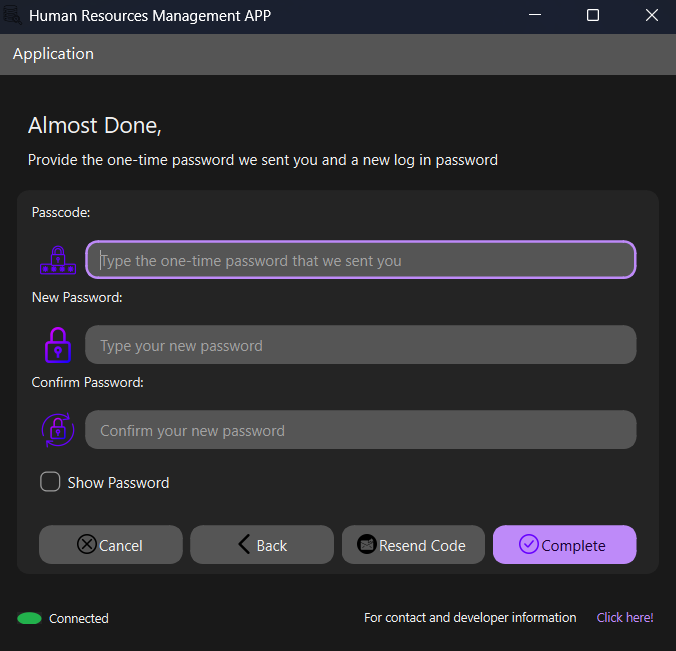 Human Resources Management APP
Application
Almost Done,
Provide the one-time password we sent you and a new log in password
Passcode:
Type the one-time password that we sent you
New Password:
Type your new password
Confirm Password:
Confirm your new password
Show Password
Cancel Back Resend Code Complete
Connected For contact and developer information Click here!